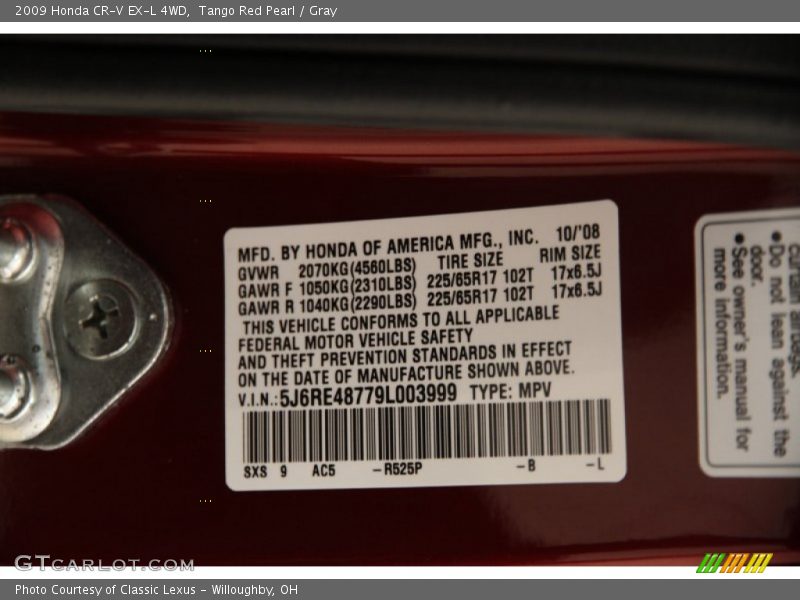 2009 Honda CR-V EX-L 4WD,  Tango Red Pearl / Gray
MFD. BY HONDA OF AMERICA MFG., INC. 10/'08
GVWR 2070KG(4560LBS) TIRE SIZE RIM SIZE
GAWR F 1050KG(2310LBS) 225/65R17 102T 17x6.5J
GAWR R 1040KG(2290LBS) 225/65R17 102T 17x6.5J
THIS VEHICLE CONFORMS TO ALL APPLICABLE
FEDERAL MOTOR VEHICLE SAFETY
AND THEFT PREVENTION STANDARDS IN EFFECT
ON THE DATE OF MANUFACTURE SHOWN ABOVE.
V.I.N.:5J6RE48779L003999 TYPE: MPV
SXS 9 AC5 -R525P -B -L
curtain airbags.
●Do not lean against the
door.
●See owner's manual for
more information.
GTCARLOT.COM
Photo Courtesy of Classic Lexus - Willoughby, OH